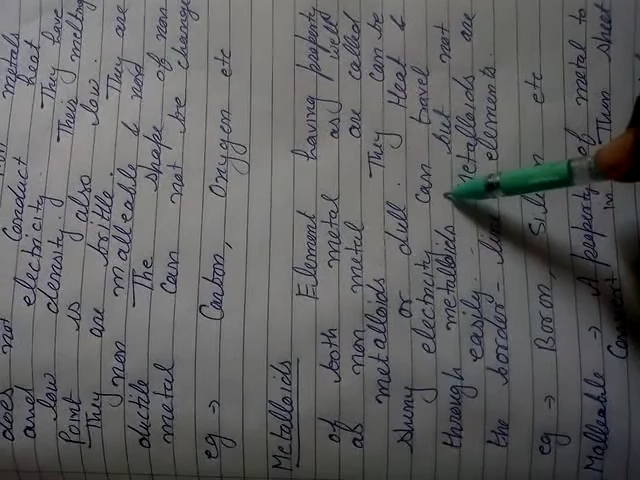 does not conduct heat
and electricity. They have
low density. Their melting
Point is also low.
They are brittle. They are
non malleable & non
ductile. The shape of non
metal can not be change
eg → Carbon, Oxygen etc
Metalloids Element having property
of both metal as well
as non metal are called
metalloids. They can be
shiny or dull. Heat &
electricity can travel
through metalloids but not
easily. Metalloids are
the border-line elements.
eg → Boron, etc
Malleable → A property of metal to
Convert in Thin sheet